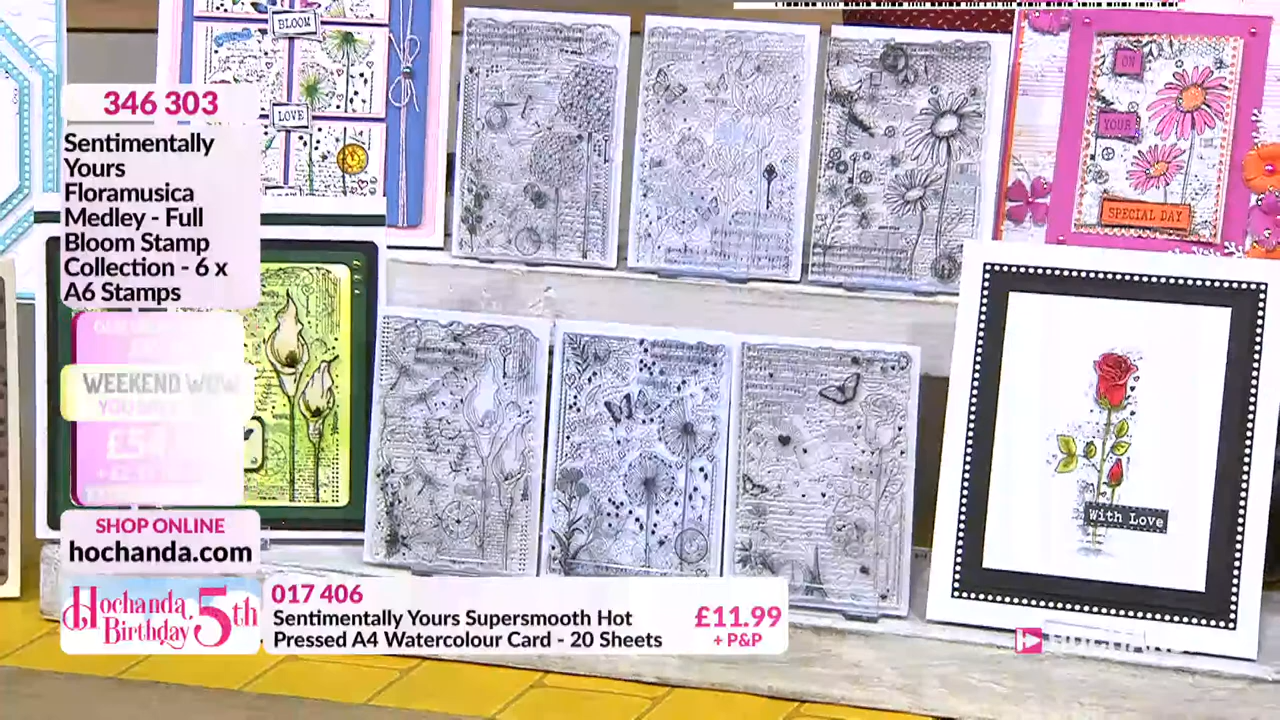 346 303
Sentimentally
Yours
Floramusica
Medley - Full
Bloom Stamp
Collection - 6 x
A6 Stamps
WEEKEND WOW
SHOP ONLINE
hochanda.com
Hochanda
Birthday
5th
017 406
Sentimentally Yours Supersmooth Hot
Pressed A4 Watercolour Card - 20 Sheets
£11.99
+ P&P
BLOOM
LOVE
ON
YOUR
SPECIAL DAY
With Love